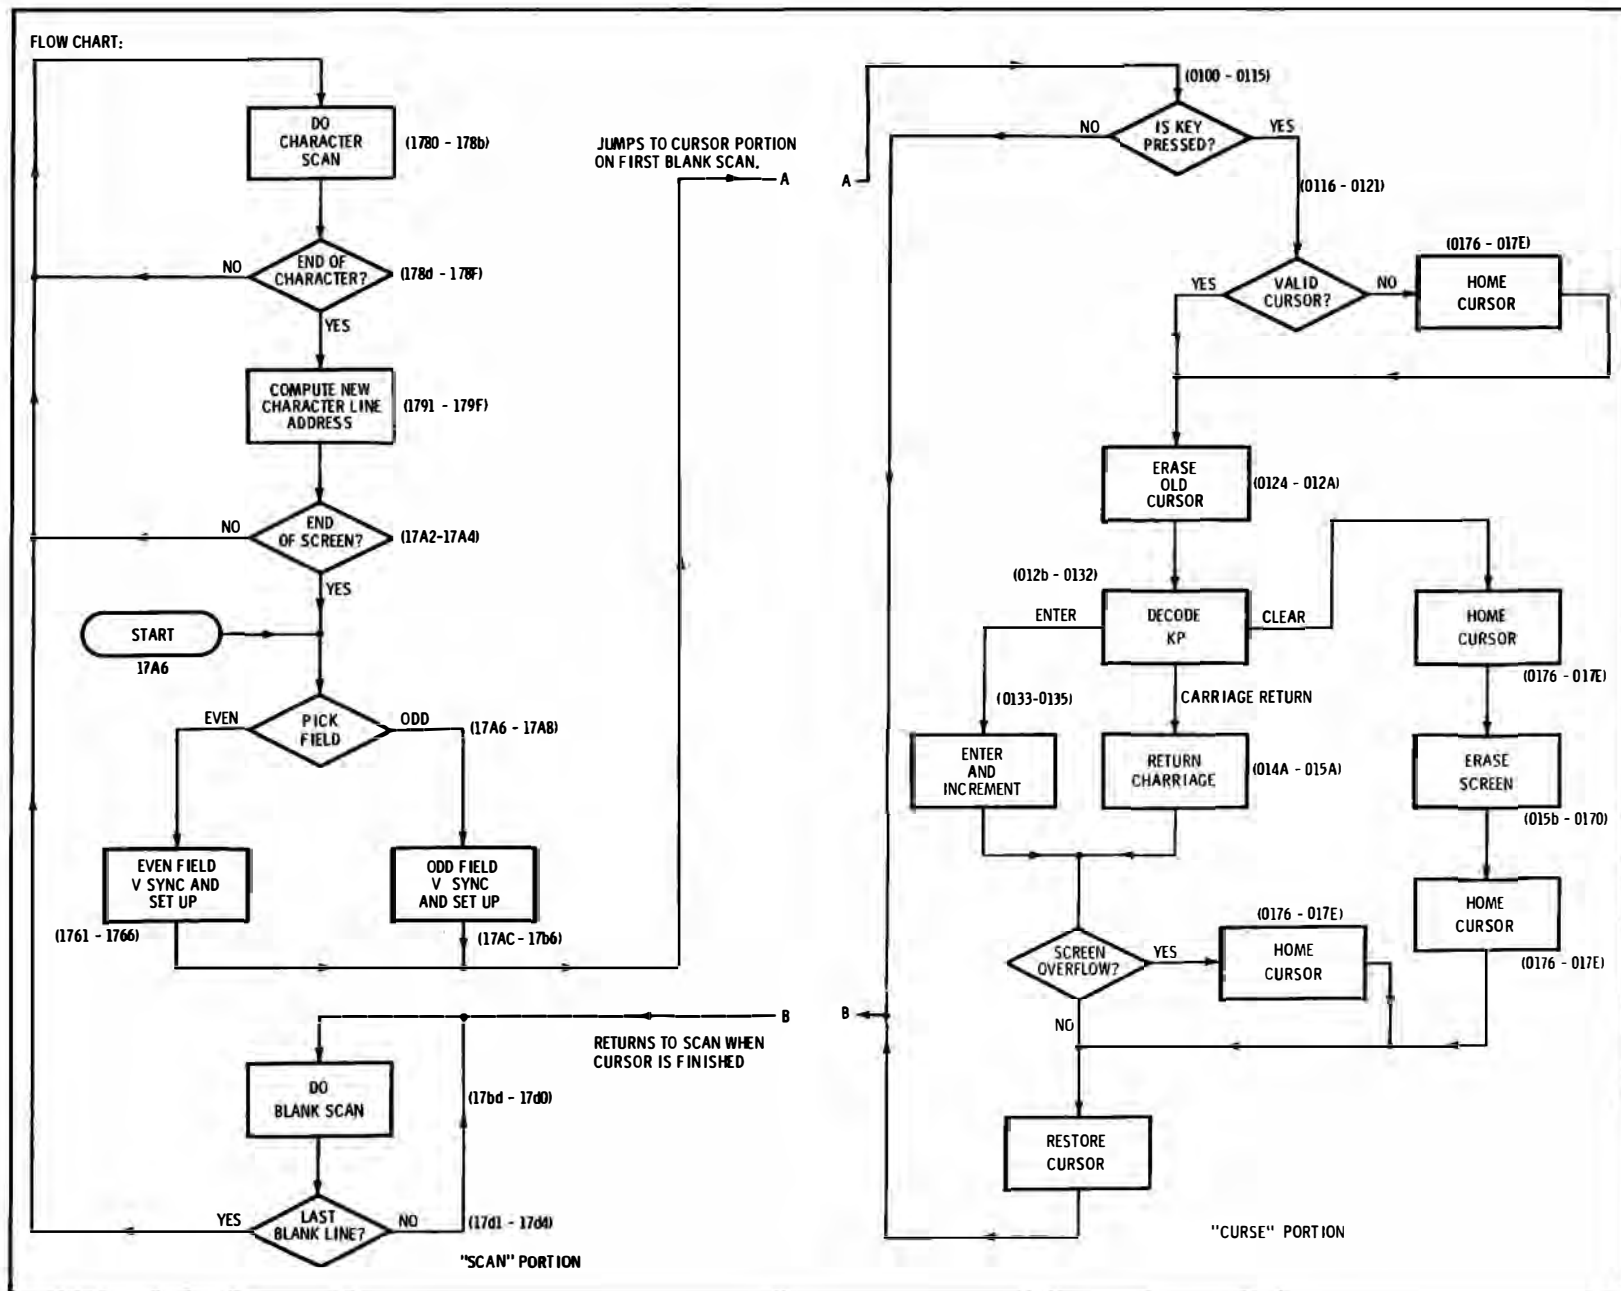 FLOW CHART:
DO
CHARACTER
SCAN
(1780 - 178b)
END OF
CHARACTER?
(178d - 178F)
NO
YES
COMPUTE NEW
CHARACTER LINE
ADDRESS
(1791 - 179F)
END
OF SCREEN?
(17A2-17A4)
NO
YES
START
17A6
PICK
FIELD
EVEN
ODD
(17A6 - 17A8)
EVEN FIELD
V SYNC AND
SET UP
(1761 - 1766)
ODD FIELD
V SYNC
AND SET UP
(17AC - 17b6)
JUMPS TO CURSOR PORTION
ON FIRST BLANK SCAN.
A
B
RETURNS TO SCAN WHEN
CURSOR IS FINISHED
DO
BLANK SCAN
(17bd - 17d0)
LAST
BLANK LINE?
YES
NO
(17d1 - 17d4)
"SCAN" PORTION
A
(0100 - 0115)
IS KEY
PRESSED?
NO
YES
(0116 - 0121)
VALID
CURSOR?
YES
NO
(0176 - 017E)
HOME
CURSOR
ERASE
OLD
CURSOR
(0124 - 012A)
(012b - 0132)
DECODE
KP
ENTER
CLEAR
CARRIAGE RETURN
(0133-0135)
ENTER
AND
INCREMENT
RETURN
CHARRIAGE
(014A - 015A)
HOME
CURSOR
(0176 - 017E)
ERASE
SCREEN
(015b - 0170)
HOME
CURSOR
(0176 - 017E)
SCREEN
OVERFLOW?
YES
NO
(0176 - 017E)
HOME
CURSOR
B
RESTORE
CURSOR
"CURSE" PORTION